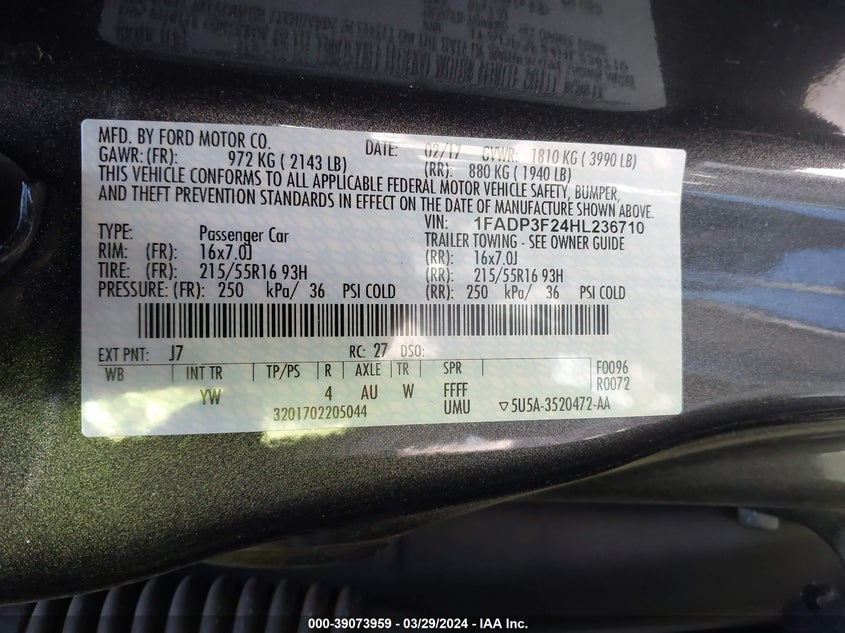 MFD. BY FORD MOTOR CO. DATE: 02/17 GVWR: 1810 KG ( 3990 LB)
GAWR: (FR): 972 KG ( 2143 LB) (RR): 880 KG ( 1940 LB)
THIS VEHICLE CONFORMS TO ALL APPLICABLE FEDERAL MOTOR VEHICLE SAFETY, BUMPER,
AND THEFT PREVENTION STANDARDS IN EFFECT ON THE DATE OF MANUFACTURE SHOWN ABOVE.
VIN: 1FADP3F24HL236710
TYPE: Passenger Car TRAILER TOWING - SEE OWNER GUIDE
RIM: (FR): 16x7.0J (RR): 16x7.0J
TIRE: (FR): 215/55R16 93H (RR): 215/55R16 93H
PRESSURE: (FR): 250 kPa/ 36 PSI COLD (RR): 250 kPa/ 36 PSI COLD
EXT PNT: J7 RC: 27 DSO: F0096
WB INT TR TP/PS R AXLE TR SPR R0072
YW 4 AU W FFFF
3201702205044 UMU ▽5U5A-3520472-AA
000-39073959 - 03/29/2024 - IAA Inc.